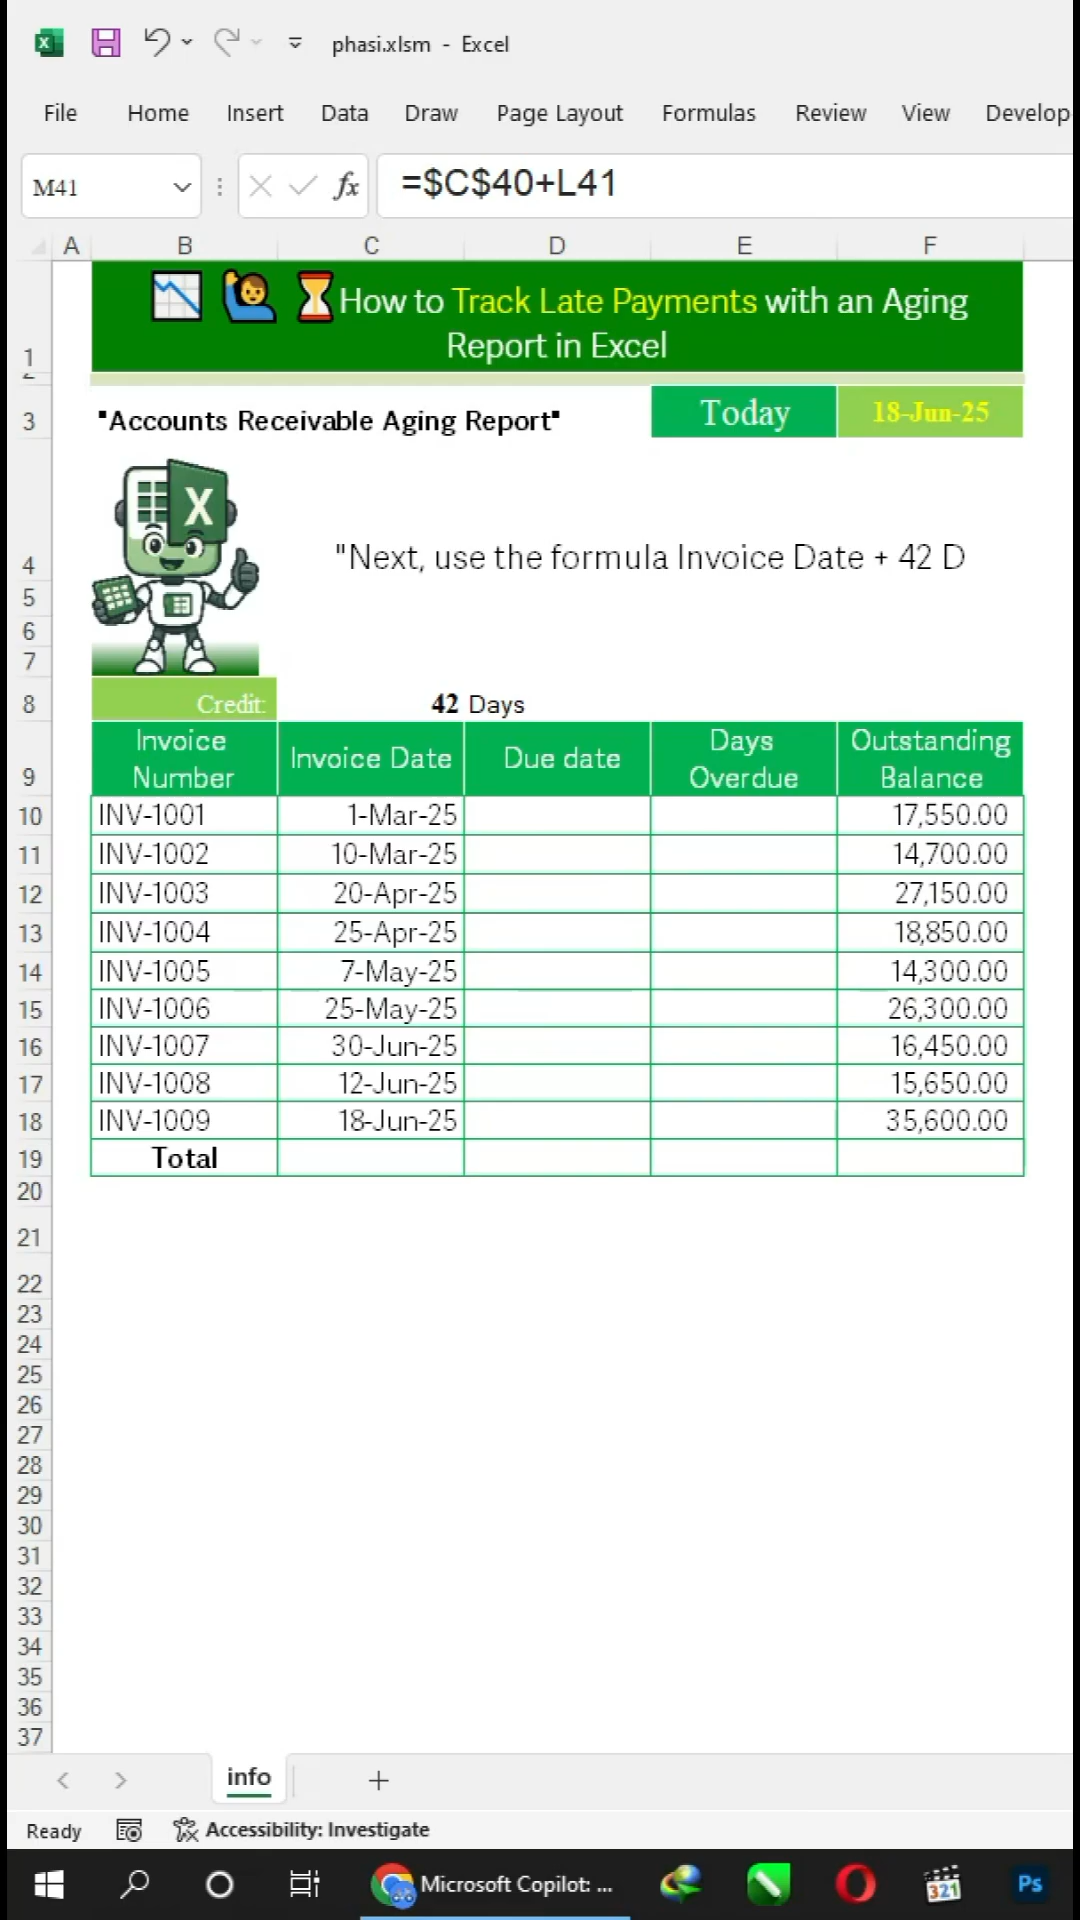 phasi.xlsm - Excel
File Home Insert Data Draw Page Layout Formulas Review View Develop
M41 fx =$C$40+L41
A B C D E F
1 How to Track Late Payments with an Aging
Report in Excel
3 "Accounts Receivable Aging Report" Today 18-Jun-25
X
4 "Next, use the formula Invoice Date + 42 D
5
6
7
8 Credit: 42 Days
9 Invoice Number Invoice Date Due date Days Overdue Outstanding Balance
10 INV-1001 1-Mar-25 17,550.00
11 INV-1002 10-Mar-25 14,700.00
12 INV-1003 20-Apr-25 27,150.00
13 INV-1004 25-Apr-25 18,850.00
14 INV-1005 7-May-25 14,300.00
15 INV-1006 25-May-25 26,300.00
16 INV-1007 30-Jun-25 16,450.00
17 INV-1008 12-Jun-25 15,650.00
18 INV-1009 18-Jun-25 35,600.00
19 Total
20
21
22
23
24
25
26
27
28
29
30
31
32
33
34
35
36
37
info
Ready Accessibility: Investigate
Microsoft Copilot: ... 321 Ps